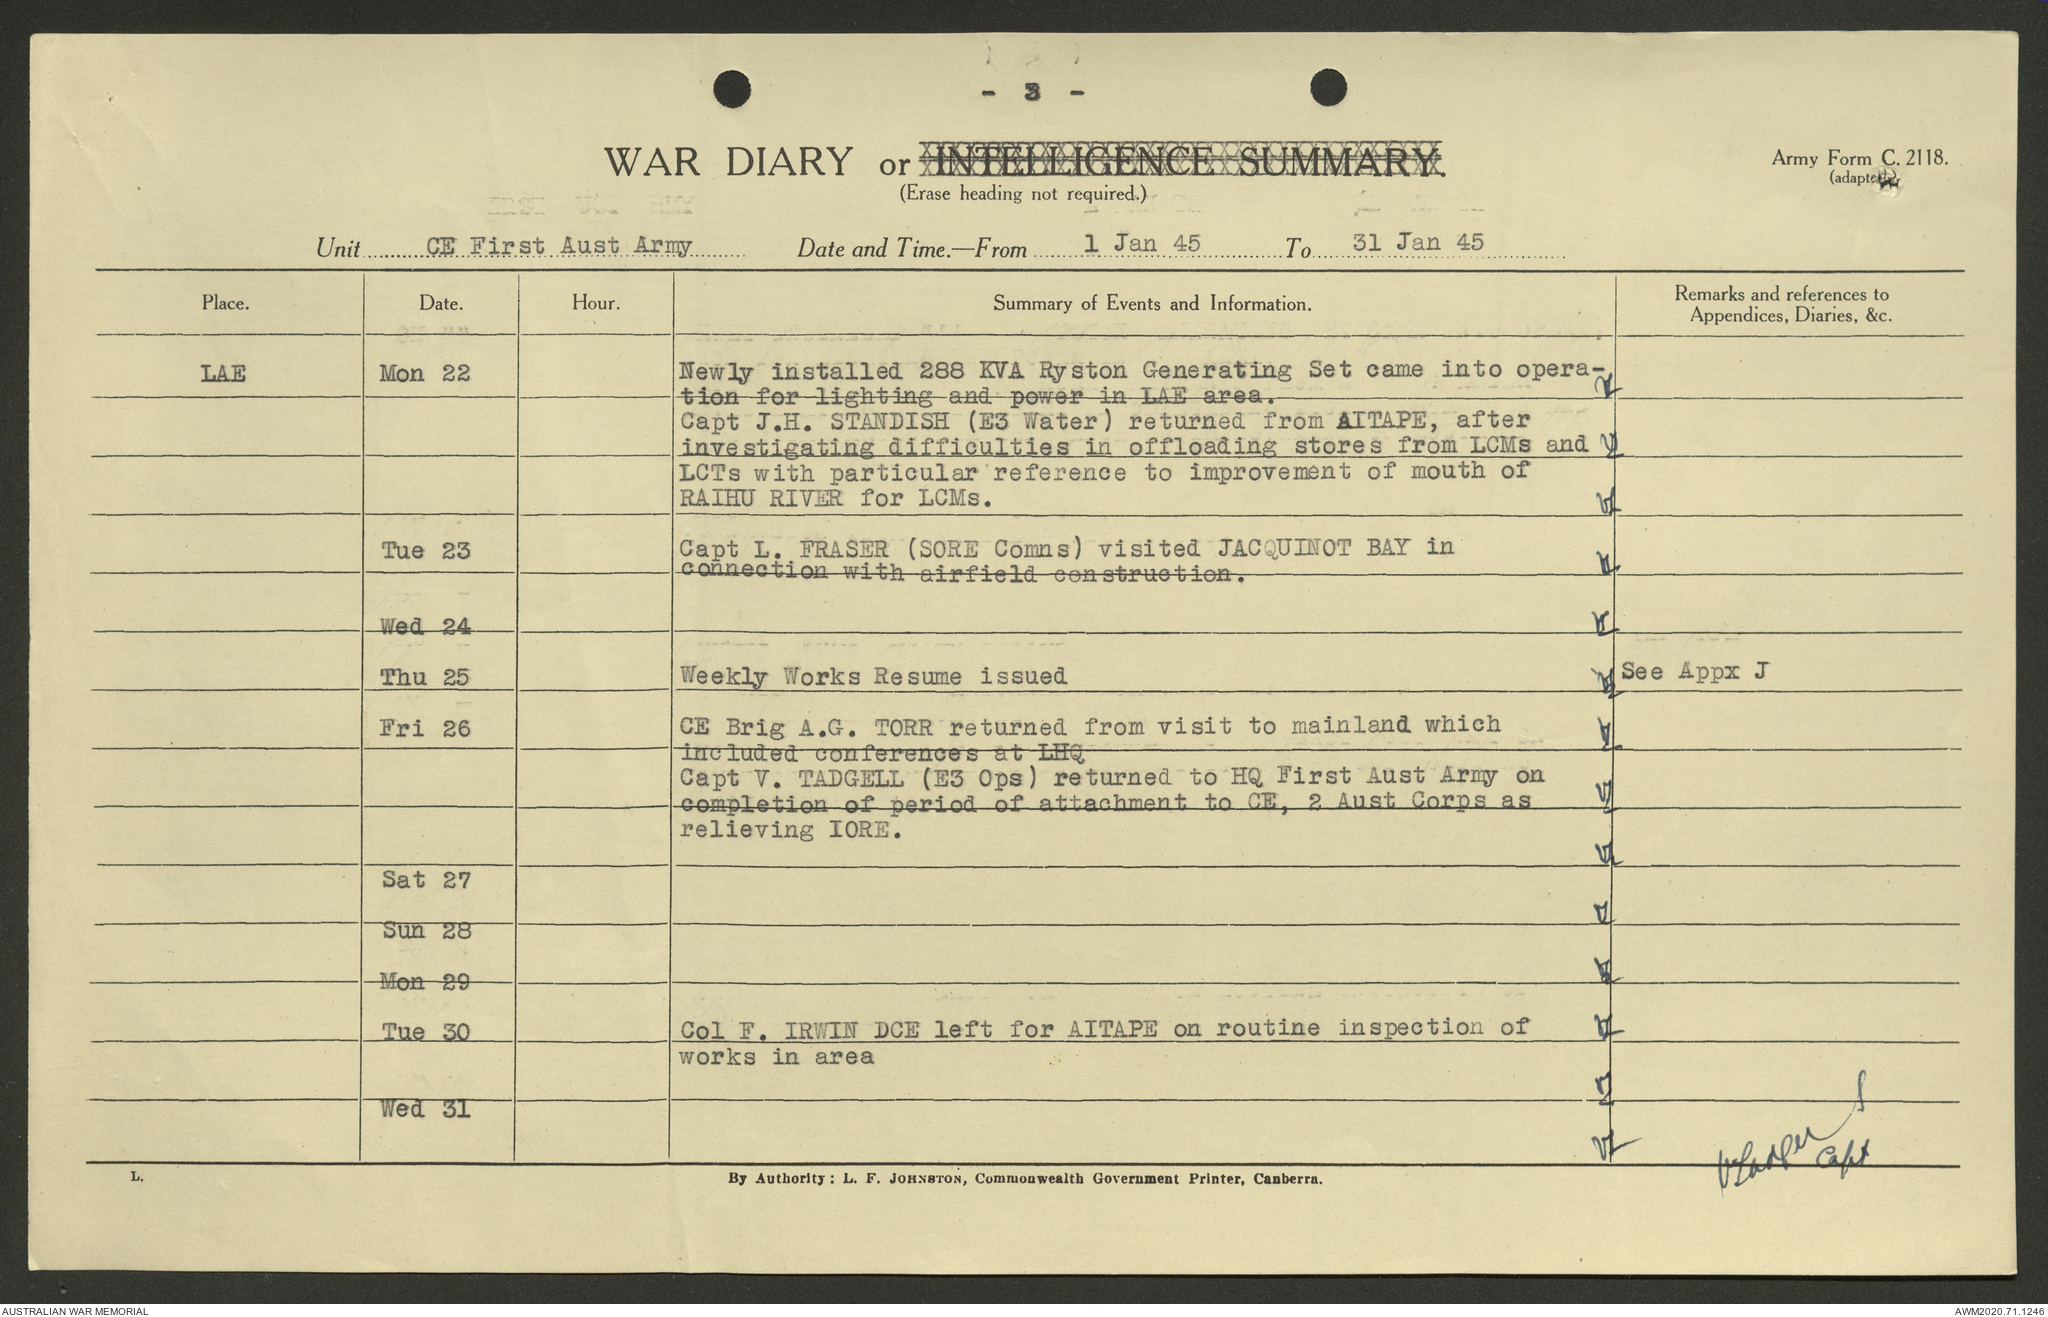 - 3 -
WAR DIARY or INTELLIGENCE SUMMARY.
(Erase heading not required.)
Army Form C. 2118.
(adapted.)
Unit CE First Aust Army Date and Time.—From 1 Jan 45 To 31 Jan 45
Place. Date. Hour. Summary of Events and Information. Remarks and references to
Appendices, Diaries, &c.
LAE Mon 22 Newly installed 288 KVA Ryston Generating Set came into opera-
tion for lighting and power in LAE area.
Capt J.H. STANDISH (E3 Water) returned from AITAPE, after
investigating difficulties in offloading stores from LCMs and
LCTs with particular reference to improvement of mouth of
RAIHU RIVER for LCMs.
Tue 23 Capt L. FRASER (SORE Comns) visited JACQUINOT BAY in
connection with airfield construction.
Wed 24
Thu 25 Weekly Works Resume issued See Appx J
Fri 26 CE Brig A.G. TORR returned from visit to mainland which
included conferences at LHQ
Capt V. TADGELL (E3 Ops) returned to HQ First Aust Army on
completion of period of attachment to CE, 2 Aust Corps as
relieving IORE.
Sat 27
Sun 28
Mon 29
Tue 30 Col F. IRWIN DCE left for AITAPE on routine inspection of
works in area
Wed 31
Capt
L. By Authority: L. F. JOHNSTON, Commonwealth Government Printer, Canberra.
AUSTRALIAN WAR MEMORIAL AWM2020.71.1246